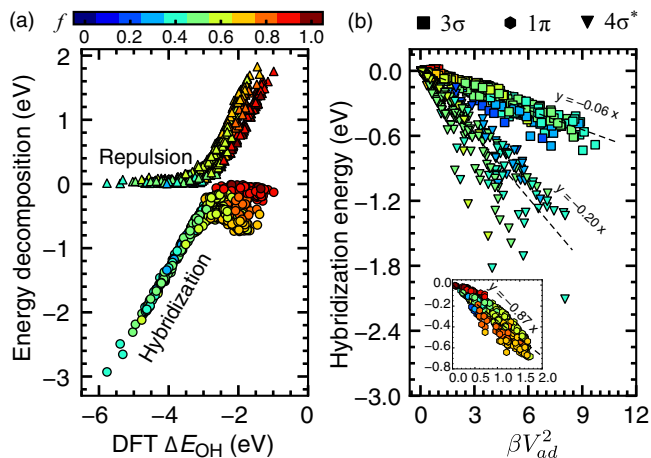 (a) f 0.0 0.2 0.4 0.6 0.8 1.0
(b) 3σ 1π 4σ*
Energy decomposition (eV)
2
1
0
−1
−2
−3
Repulsion
Hybridization
−6 −4 −2 0
DFT ΔE_OH (eV)
Hybridization energy (eV)
0.0
−0.6
−1.2
−1.8
−2.4
−3.0
y = −0.06 x
y = −0.20 x
y = −0.87 x
0.0
−0.2
−0.4
−0.6
−0.8
0.0 0.5 1.0 1.5 2.0
0 3 6 9 12
βV²_ad